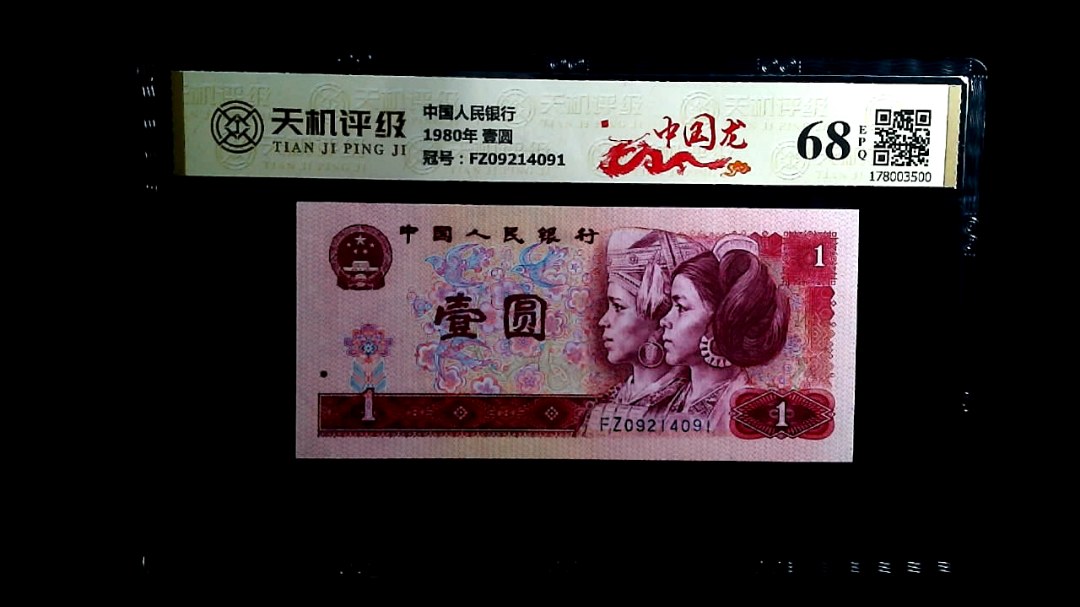 天机评级
TIAN JI PING JI
中国人民银行
1980年 壹圆
冠号：FZ09214091
中国龙
68
EPQ
178003500
中国人民银行
1
壹圆
1
FZ09214091
1